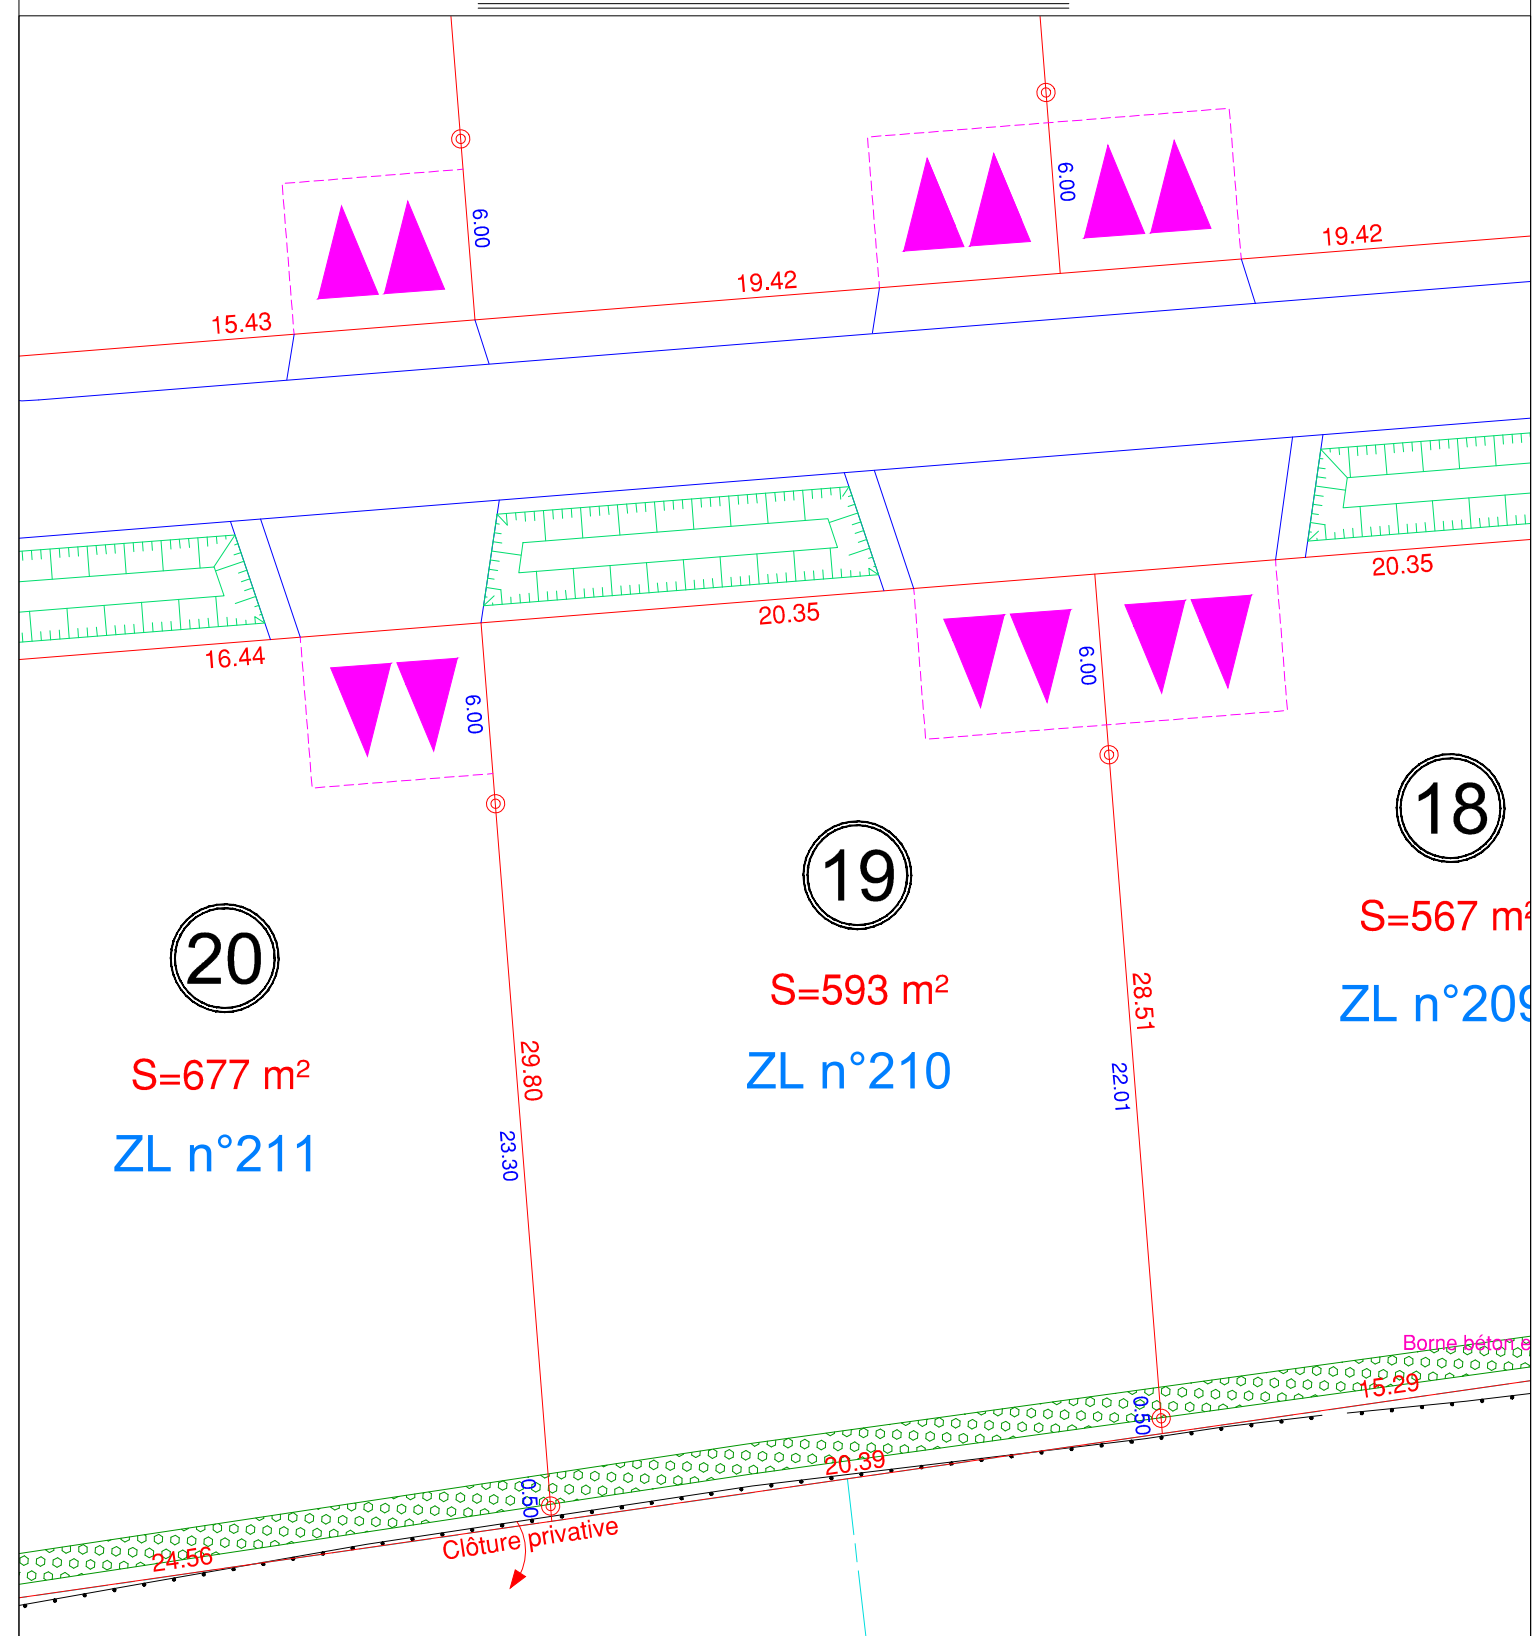 6.00
6.00
19.42
19.42
15.43
20.35
20.35
16.44
6.00
6.00
18
19
S=567 m²
20
S=593 m²
ZL n°209
28.51
S=677 m²
29.80
ZL n°210
22.01
ZL n°211
23.30
Borne béton
15.29
0.50
20.39
0.50
Clôture privative
24.56